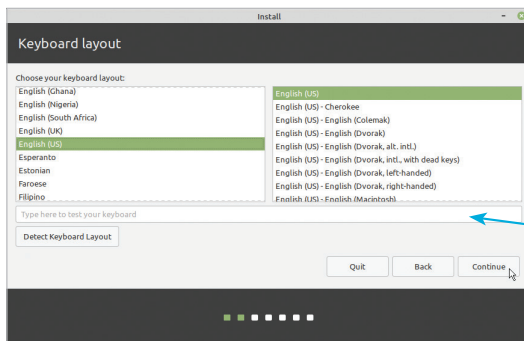 Install
Keyboard layout
Choose your keyboard layout:
English (Ghana)
English (Nigeria)
English (South Africa)
English (UK)
English (US)
Esperanto
Estonian
Faroese
Filipino
English (US)
English (US) - Cherokee
English (US) - English (Colemak)
English (US) - English (Dvorak)
English (US) - English (Dvorak, alt. intl.)
English (US) - English (Dvorak, intl., with dead keys)
English (US) - English (Dvorak, left-handed)
English (US) - English (Dvorak, right-handed)
English (US) - English (Macintosh)
Type here to test your keyboard
Detect Keyboard Layout
Quit Back Continue